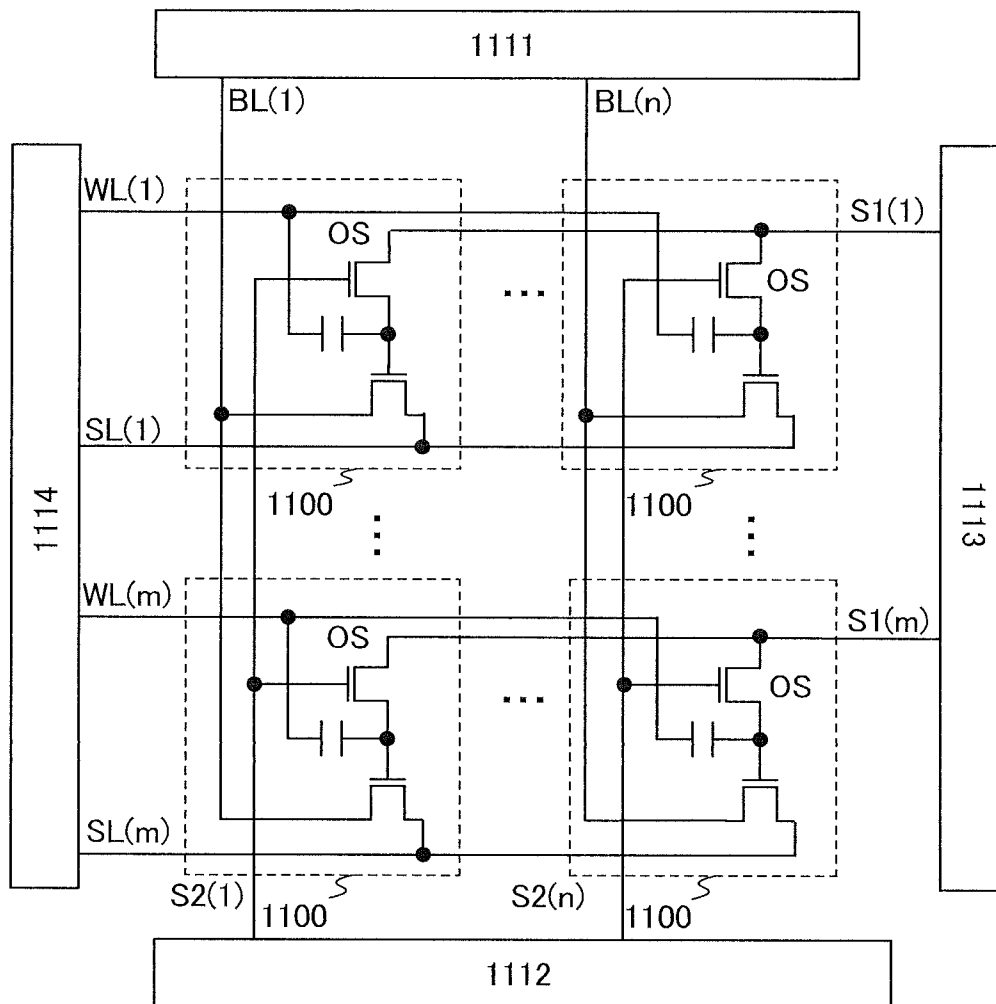 1111
BL(1)
BL(n)
WL(1)
S1(1)
OS
OS
...
SL(1)
1100
1100
1114
1113
...
...
WL(m)
S1(m)
OS
OS
...
SL(m)
S2(1)
S2(n)
1100
1100
1112